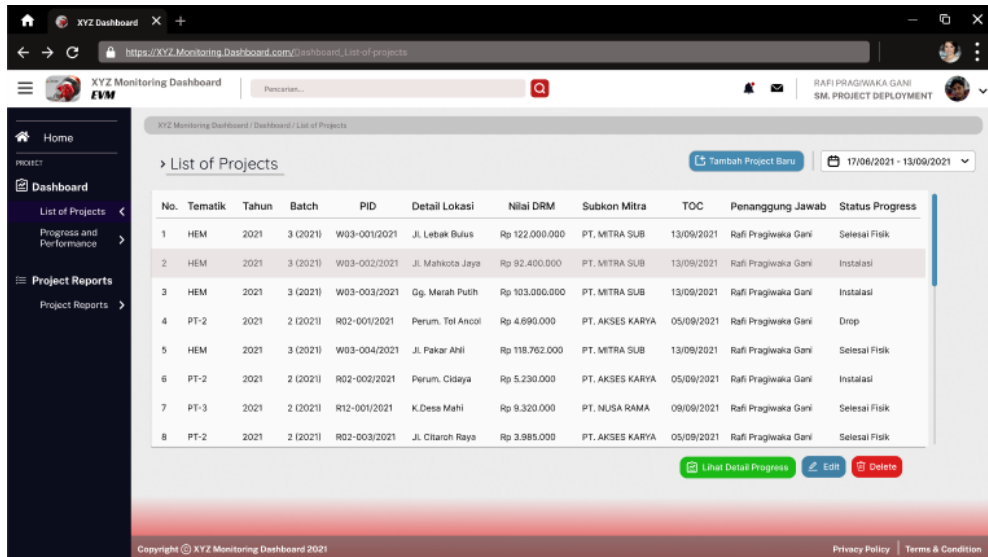 XYZ Dashboard
https://XYZ.Monitoring.Dashboard.com/Dashboard_List-of-projects
XYZ Monitoring Dashboard
EVM
Pencarian...
RAFI PRAGIWAKA GANI
SM. PROJECT DEPLOYMENT
Home
PROJECT
Dashboard
List of Projects
Progress and
Performance
Project Reports
Project Reports
XYZ Monitoring Dashboard / Dashboard / List of Projects
List of Projects
Tambah Project Baru
17/06/2021 - 13/09/2021
No. Tematik Tahun Batch PID Detail Lokasi Nilai DRM Subkon Mitra TOC Penanggung Jawab Status Progress
1 HEM 2021 3 (2021) W03-001/2021 Jl. Lebak Bulus Rp 122.000.000 PT. MITRA SUB 13/09/2021 Rafi Pragiwaka Gani Selesai Fisik
2 HEM 2021 3 (2021) W03-002/2021 Jl. Mahkota Jaya Rp 92.400.000 PT. MITRA SUB 13/09/2021 Rafi Pragiwaka Gani Instalasi
3 HEM 2021 3 (2021) W03-003/2021 Gg. Merah Putih Rp 103.000.000 PT. MITRA SUB 13/09/2021 Rafi Pragiwaka Gani Instalasi
4 PT-2 2021 2 (2021) R02-001/2021 Perum. Tol Ancol Rp 4.690.000 PT. AKSES KARYA 05/09/2021 Rafi Pragiwaka Gani Drop
5 HEM 2021 3 (2021) W03-004/2021 Jl. Pakar Ahli Rp 118.762.000 PT. MITRA SUB 13/09/2021 Rafi Pragiwaka Gani Selesai Fisik
6 PT-2 2021 2 (2021) R02-002/2021 Perum. Cidaya Rp 5.230.000 PT. AKSES KARYA 05/09/2021 Rafi Pragiwaka Gani Instalasi
7 PT-3 2021 2 (2021) R12-001/2021 K.Desa Mahi Rp 9.320.000 PT. NUSA RAMA 09/09/2021 Rafi Pragiwaka Gani Selesai Fisik
8 PT-2 2021 2 (2021) R02-003/2021 Jl. Citaroh Raya Rp 3.985.000 PT. AKSES KARYA 05/09/2021 Rafi Pragiwaka Gani Selesai Fisik
Lihat Detail Progress
Edit
Delete
Copyright © XYZ Monitoring Dashboard 2021
Privacy Policy
Terms & Condition